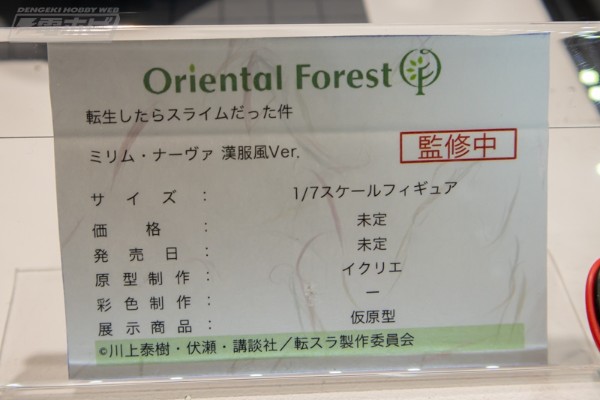 DENGEKI HOBBY WEB
電ホビ
Oriental Forest
転生したらスライムだった件
ミリム・ナーヴァ 漢服風Ver.
監修中
サイズ： 1/7スケールフィギュア
価格： 未定
発売日： 未定
原型制作： イクリエ
彩色制作： ー
展示商品： 仮原型
©川上泰樹・伏瀬・講談社／転スラ製作委員会